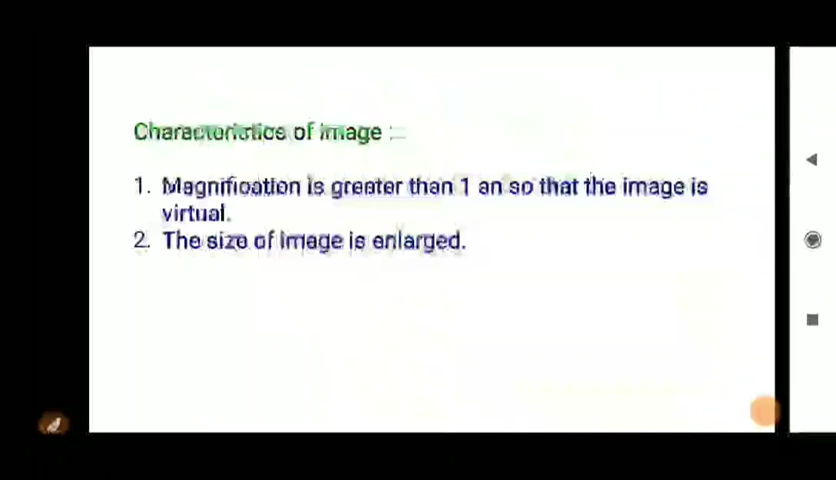 Characteristics of image :
1. Magnification is greater than 1 an so that the image is
virtual.
2. The size of image is enlarged.